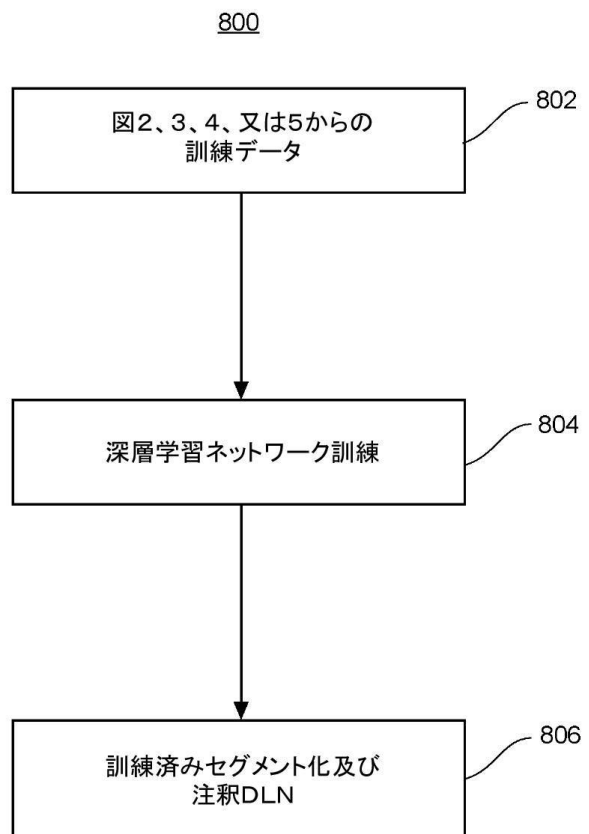 800
図2、3、4、又は5からの
訓練データ
802
深層学習ネットワーク訓練
804
訓練済みセグメント化及び
注釈DLN
806